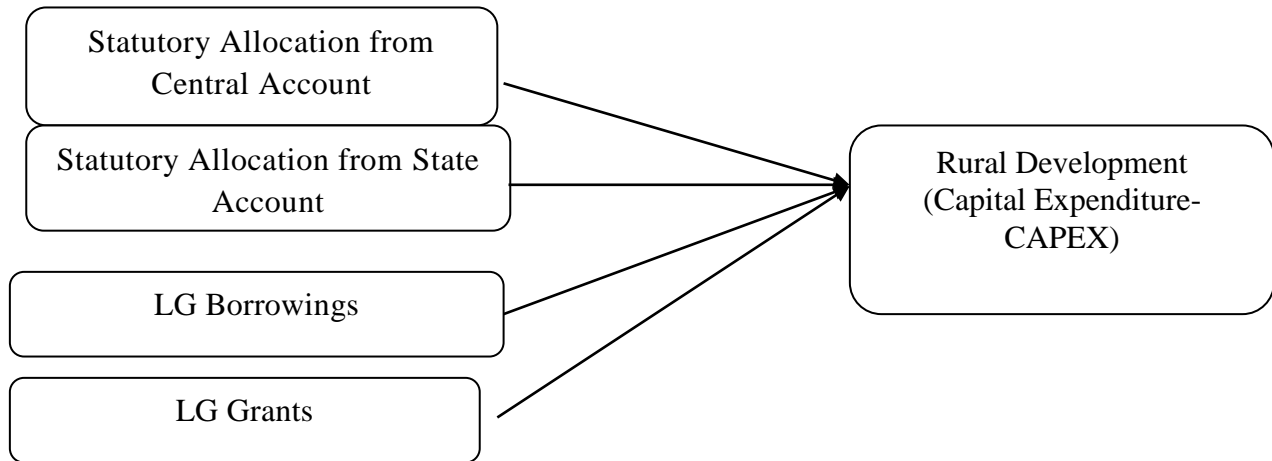 Statutory Allocation from
Central Account
Statutory Allocation from State
Account
LG Borrowings
LG Grants
Rural Development
(Capital Expenditure-
CAPEX)